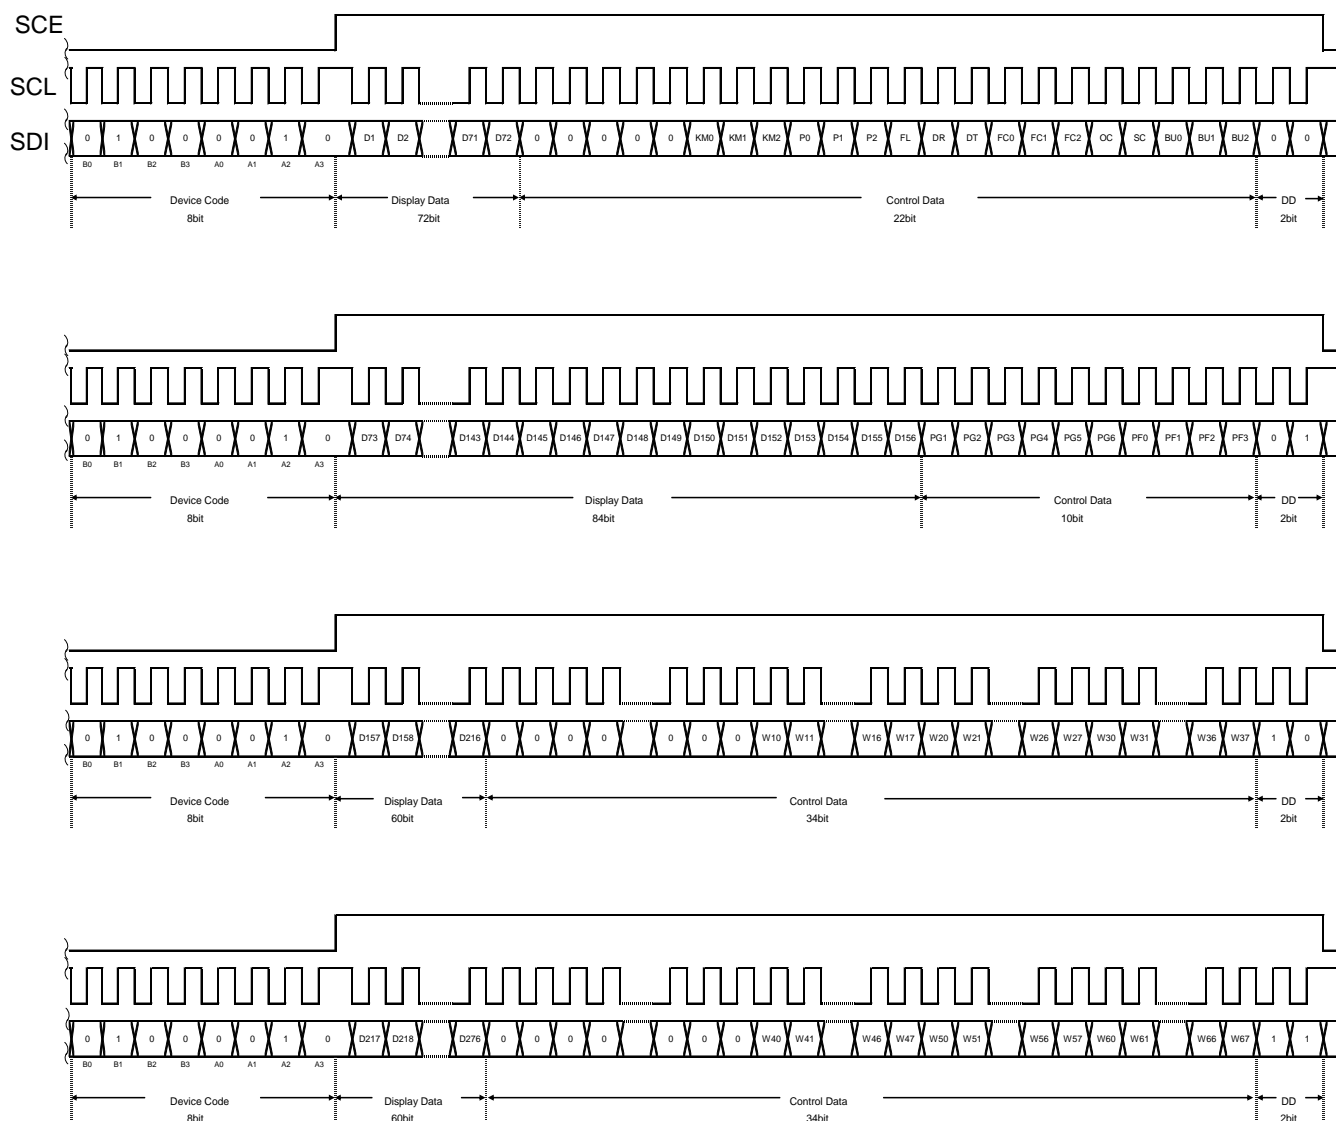 SCE
SCL
SDI
0 1 0 0 0 0 1 0 D1 D2 D71 D72 0 0 0 0 0 KM0 KM1 KM2 P0 P1 P2 FL DR DT FC0 FC1 FC2 OC SC BU0 BU1 BU2 0 0
B0 B1 B2 B3 A0 A1 A2 A3
Device Code Display Data Control Data DD
8bit 72bit 22bit 2bit
0 1 0 0 0 0 1 0 D73 D74 D143 D144 D145 D146 D147 D148 D149 D150 D151 D152 D153 D154 D155 D156 PG1 PG2 PG3 PG4 PG5 PG6 PF0 PF1 PF2 PF3 0 1
B0 B1 B2 B3 A0 A1 A2 A3
Device Code Display Data Control Data DD
8bit 84bit 10bit 2bit
0 1 0 0 0 0 1 0 D157 D158 D216 0 0 0 0 0 0 0 W10 W11 W16 W17 W20 W21 W26 W27 W30 W31 W36 W37 1 0
B0 B1 B2 B3 A0 A1 A2 A3
Device Code Display Data Control Data DD
8bit 60bit 34bit 2bit
0 1 0 0 0 0 1 0 D217 D218 D276 0 0 0 0 0 0 0 W40 W41 W46 W47 W50 W51 W56 W57 W60 W61 W66 W67 1 1
B0 B1 B2 B3 A0 A1 A2 A3
Device Code Display Data Control Data DD
8bit 60bit 34bit 2bit